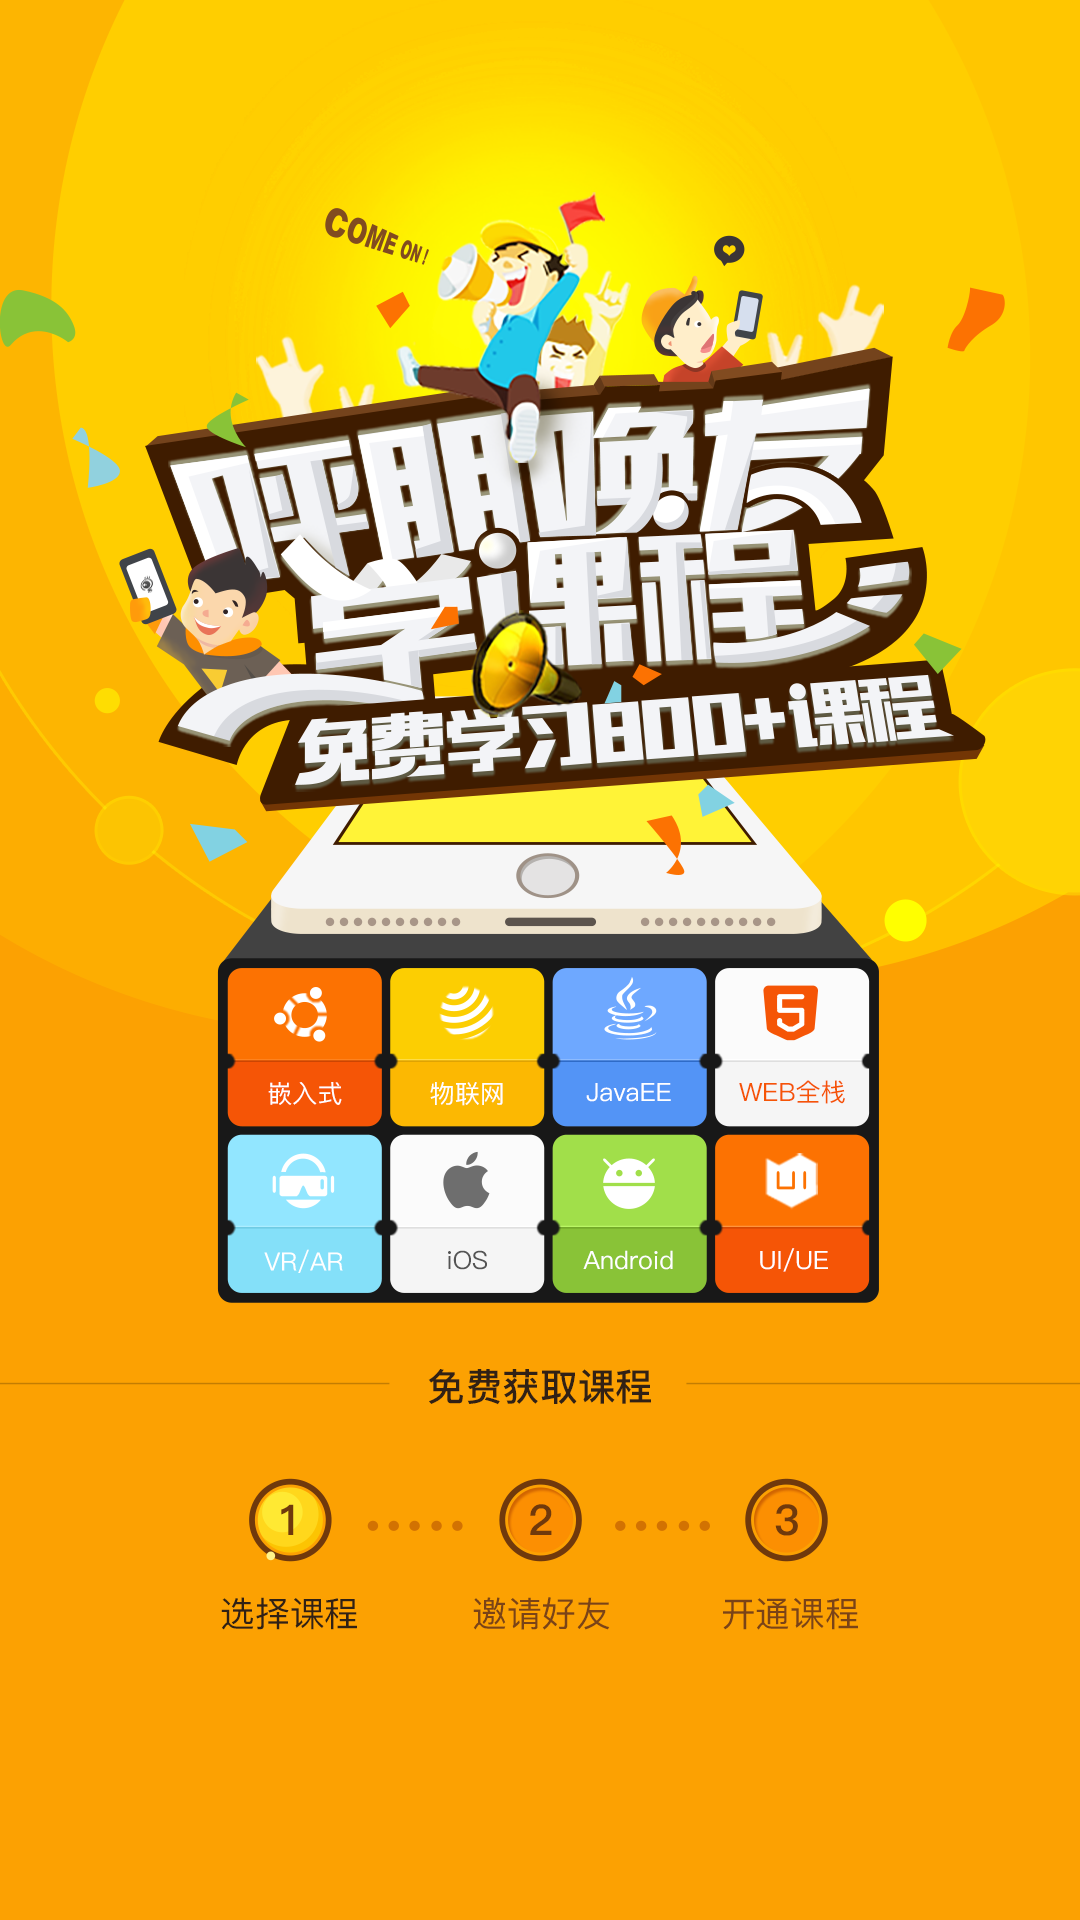 COME ON!
呼朋唤友
学i课程
免费学习800+课程
嵌入式
物联网
JavaEE
5
WEB全栈
VR/AR
iOS
Android
UI
UI/UE
免费获取课程
1
2
3
选择课程
邀请好友
开通课程